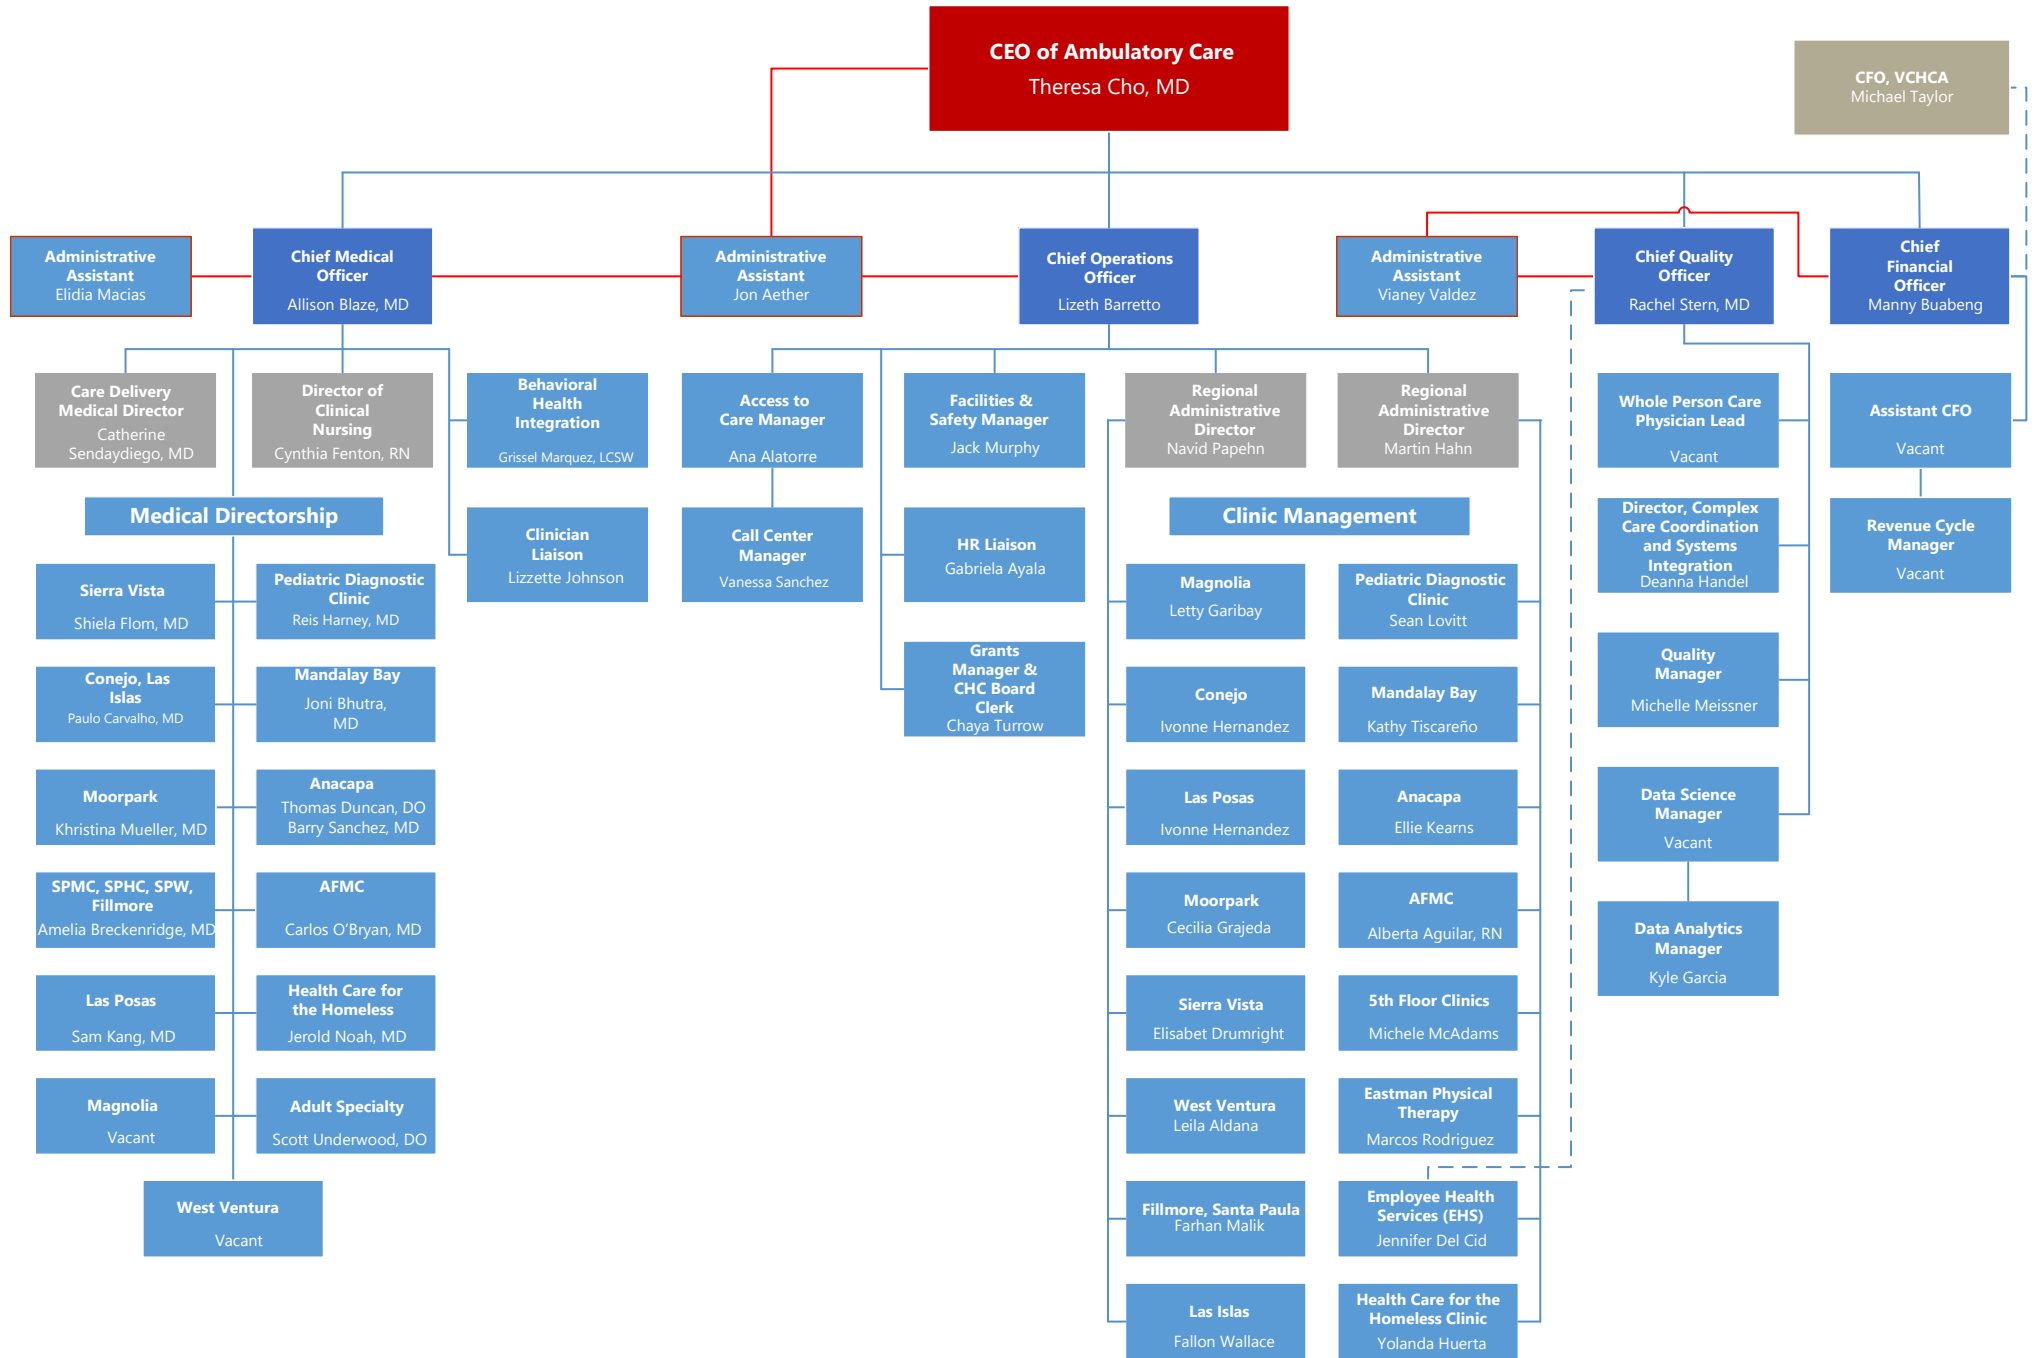 CEO of Ambulatory Care
Theresa Cho, MD
CFO, VCHCA
Michael Taylor
Administrative
Assistant
Elidia Macias
Chief Medical
Officer
Allison Blaze, MD
Administrative
Assistant
Jon Aether
Chief Operations
Officer
Lizeth Barretto
Administrative
Assistant
Vianey Valdez
Chief Quality
Officer
Rachel Stern, MD
Chief
Financial
Officer
Manny Buabeng
Care Delivery
Medical Director
Catherine
Sendaydiego, MD
Director of
Clinical
Nursing
Cynthia Fenton, RN
Behavioral
Health
Integration
Grissel Marquez, LCSW
Access to
Care Manager
Ana Alatorre
Facilities &
Safety Manager
Jack Murphy
Regional
Administrative
Director
Navid Papehn
Regional
Administrative
Director
Martin Hahn
Whole Person Care
Physician Lead
Vacant
Assistant CFO
Vacant
Medical Directorship
Clinician
Liaison
Lizzette Johnson
Call Center
Manager
Vanessa Sanchez
HR Liaison
Gabriela Ayala
Clinic Management
Director, Complex
Care Coordination
and Systems
Integration
Deanna Handel
Revenue Cycle
Manager
Vacant
Sierra Vista
Shiela Flom, MD
Pediatric Diagnostic
Clinic
Reis Harney, MD
Grants
Manager &
CHC Board
Clerk
Chaya Turrow
Magnolia
Letty Garibay
Pediatric Diagnostic
Clinic
Sean Lovitt
Quality
Manager
Michelle Meissner
Conejo, Las
Islas
Paulo Carvalho, MD
Mandalay Bay
Joni Bhutra,
MD
Conejo
Ivonne Hernandez
Mandalay Bay
Kathy Tiscareño
Moorpark
Khristina Mueller, MD
Anacapa
Thomas Duncan, DO
Barry Sanchez, MD
Las Posas
Ivonne Hernandez
Anacapa
Ellie Kearns
Data Science
Manager
Vacant
SPMC, SPHC, SPW,
Fillmore
Amelia Breckenridge, MD
AFMC
Carlos O’Bryan, MD
Moorpark
Cecilia Grajeda
AFMC
Alberta Aguilar, RN
Data Analytics
Manager
Kyle Garcia
Las Posas
Sam Kang, MD
Health Care for
the Homeless
Jerold Noah, MD
Sierra Vista
Elisabet Drumright
5th Floor Clinics
Michele McAdams
Magnolia
Vacant
Adult Specialty
Scott Underwood, DO
West Ventura
Leila Aldana
Eastman Physical
Therapy
Marcos Rodriguez
West Ventura
Vacant
Fillmore, Santa Paula
Farhan Malik
Employee Health
Services (EHS)
Jennifer Del Cid
Las Islas
Fallon Wallace
Health Care for the
Homeless Clinic
Yolanda Huerta